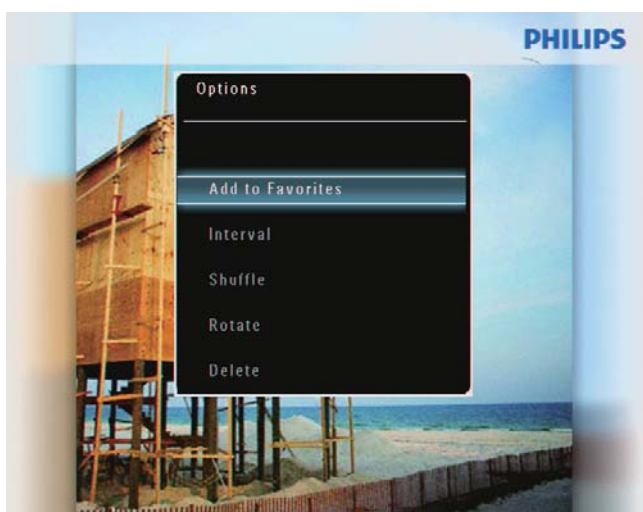 PHILIPS
Options
Add to Favorites
Interval
Shuffle
Rotate
Delete